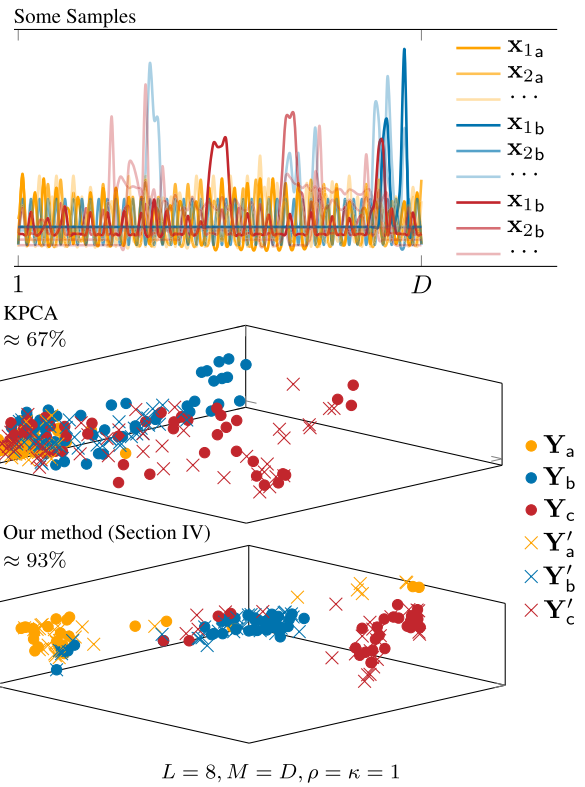 Some Samples
x₁ₐ
x₂ₐ
...
x₁b
x₂b
...
x₁b
x₂b
...
1
D
KPCA
≈ 67%
Yₐ
Yb
Yc
Y′ₐ
Y′b
Y′c
Our method (Section IV)
≈ 93%
L = 8, M = D, ρ = κ = 1